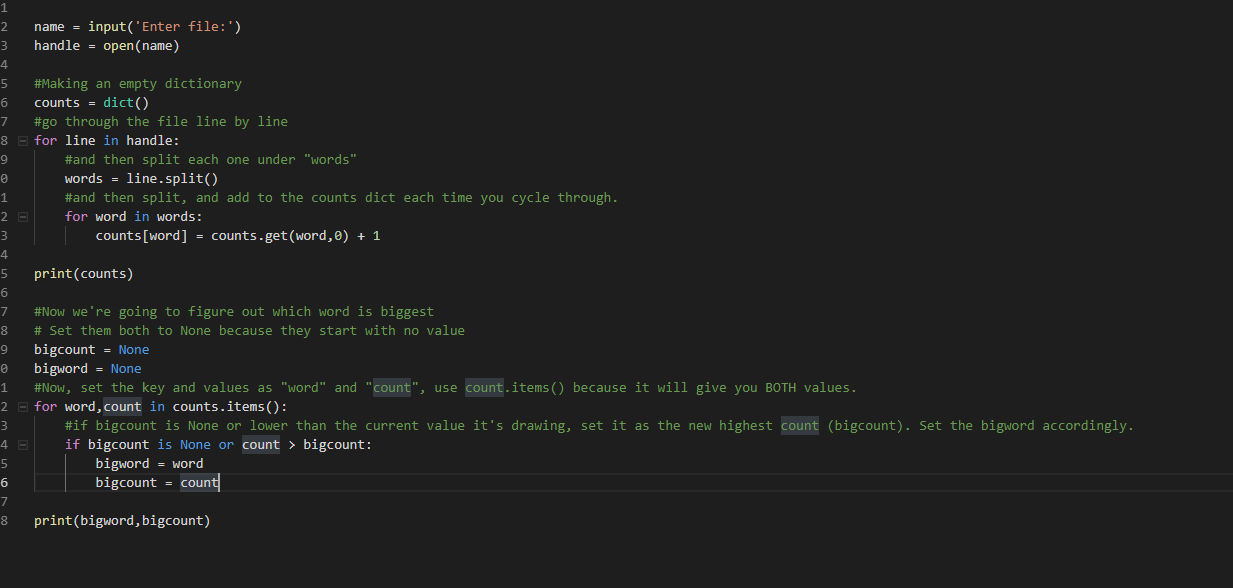 1
2 name = input('Enter file:')
3 handle = open(name)
4
5 #Making an empty dictionary
6 counts = dict()
7 #go through the file line by line
8 for line in handle:
9 #and then split each one under "words"
0 words = line.split()
1 #and then split, and add to the counts dict each time you cycle through.
2 for word in words:
3 counts[word] = counts.get(word,0) + 1
4
5 print(counts)
6
7 #Now we're going to figure out which word is biggest
8 # Set them both to None because they start with no value
9 bigcount = None
0 bigword = None
1 #Now, set the key and values as "word" and "count", use count.items() because it will give you BOTH values.
2 for word,count in counts.items():
3 #if bigcount is None or lower than the current value it's drawing, set it as the new highest count (bigcount). Set the bigword accordingly.
4 if bigcount is None or count > bigcount:
5 bigword = word
6 bigcount = count
7
8 print(bigword,bigcount)